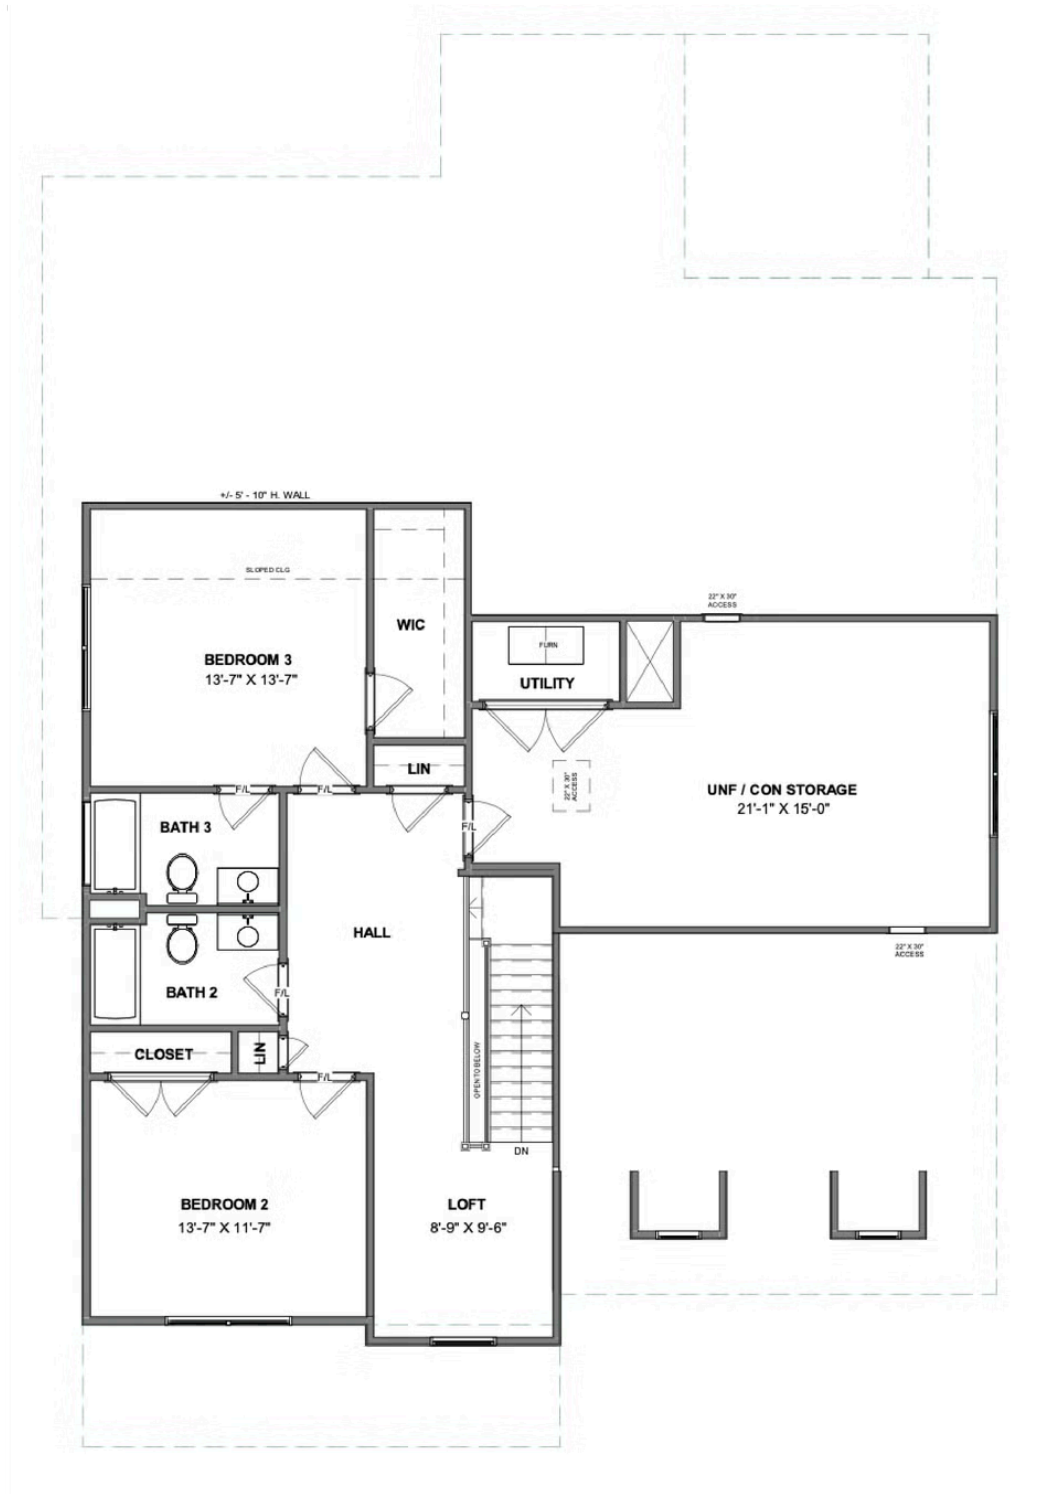 +/- 5' - 10" H. WALL
SLOPED CLG
WIC
BEDROOM 3
13'-7" X 13'-7"
22" X 30"
ACCESS
FURN
UTILITY
LIN
F/L
F/L
22" X 30"
ACCESS
UNF / CON STORAGE
21'-1" X 15'-0"
BATH 3
F/L
HALL
22" X 30"
ACCESS
BATH 2
F/L
CLOSET
LIN
F/L
OPEN TO BELOW
DN
BEDROOM 2
13'-7" X 11'-7"
LOFT
8'-9" X 9'-6"